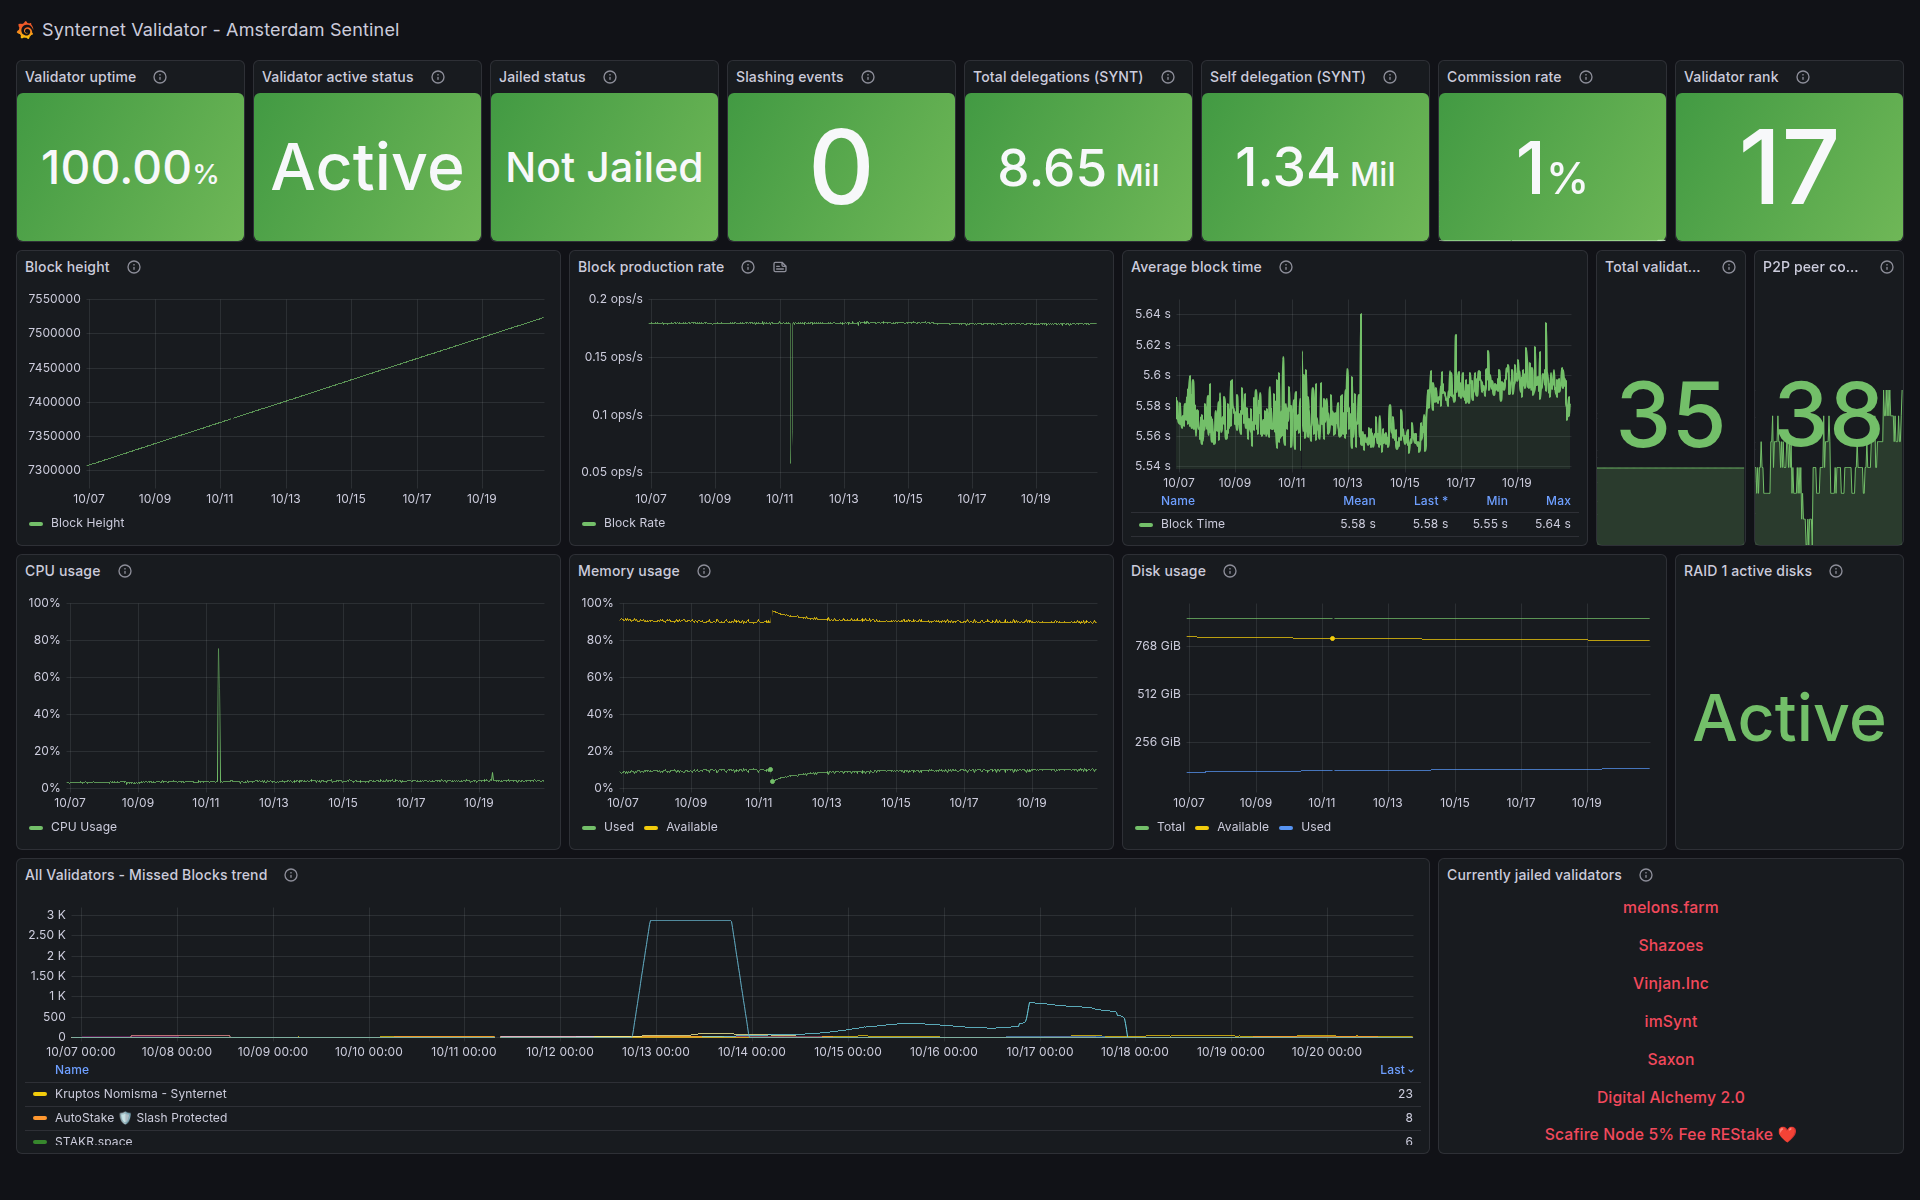 Synternet Validator - Amsterdam Sentinel
Validator uptime
Validator active status
Jailed status
Slashing events
Total delegations (SYNT)
Self delegation (SYNT)
Commission rate
Validator rank
100.00%
Active
Not Jailed
0
8.65 Mil
1.34 Mil
1%
17
Block height
7550000
7500000
7450000
7400000
7350000
7300000
10/07 10/09 10/11 10/13 10/15 10/17 10/19
Block Height
Block production rate
0.2 ops/s
0.15 ops/s
0.1 ops/s
0.05 ops/s
10/07 10/09 10/11 10/13 10/15 10/17 10/19
Block Rate
Average block time
5.64 s
5.62 s
5.6 s
5.58 s
5.56 s
5.54 s
10/07 10/09 10/11 10/13 10/15 10/17 10/19
Name Mean Last * Min Max
Block Time 5.58 s 5.58 s 5.55 s 5.64 s
Total validat...
35
P2P peer co...
38
CPU usage
100%
80%
60%
40%
20%
0%
10/07 10/09 10/11 10/13 10/15 10/17 10/19
CPU Usage
Memory usage
100%
80%
60%
40%
20%
0%
10/07 10/09 10/11 10/13 10/15 10/17 10/19
Used Available
Disk usage
768 GiB
512 GiB
256 GiB
10/07 10/09 10/11 10/13 10/15 10/17 10/19
Total Available Used
RAID 1 active disks
Active
All Validators - Missed Blocks trend
3 K
2.50 K
2 K
1.50 K
1 K
500
0
10/07 00:00 10/08 00:00 10/09 00:00 10/10 00:00 10/11 00:00 10/12 00:00 10/13 00:00 10/14 00:00 10/15 00:00 10/16 00:00 10/17 00:00 10/18 00:00 10/19 00:00 10/20 00:00
Name Last
Kruptos Nomisma - Synternet 23
AutoStake 🛡️ Slash Protected 8
STAKR.space 6
Currently jailed validators
melons.farm
Shazoes
Vinjan.Inc
imSynt
Saxon
Digital Alchemy 2.0
Scafire Node 5% Fee REStake ❤️